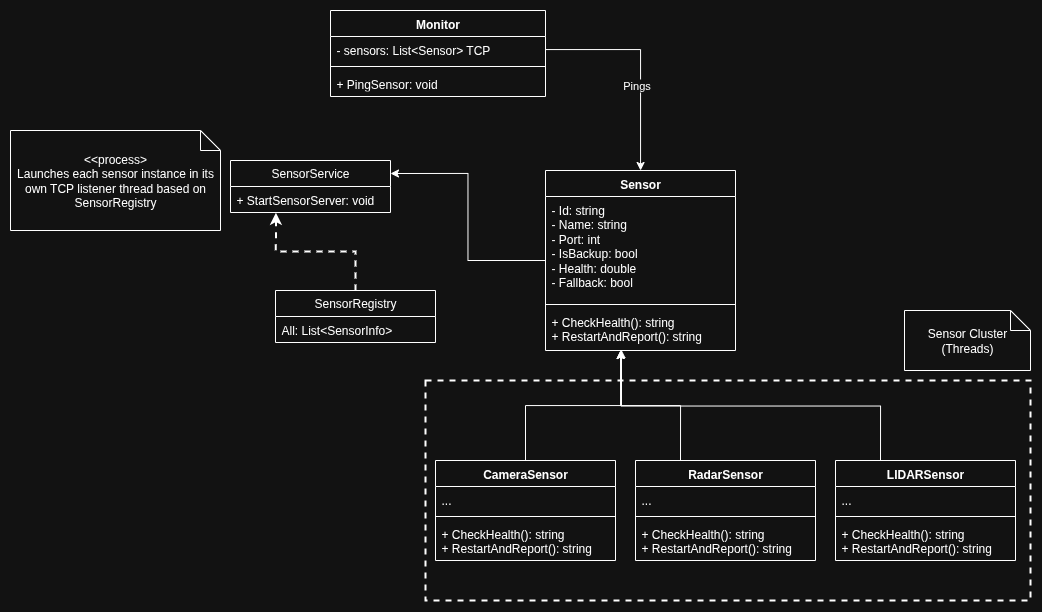 Monitor
- sensors: List<Sensor> TCP
+ PingSensor: void
Pings
<<process>>
Launches each sensor instance in its
own TCP listener thread based on
SensorRegistry
SensorService
+ StartSensorServer: void
SensorRegistry
All: List<SensorInfo>
Sensor
- Id: string
- Name: string
- Port: int
- IsBackup: bool
- Health: double
- Fallback: bool
+ CheckHealth(): string
+ RestartAndReport(): string
Sensor Cluster
(Threads)
CameraSensor
...
+ CheckHealth(): string
+ RestartAndReport(): string
RadarSensor
...
+ CheckHealth(): string
+ RestartAndReport(): string
LIDARSensor
...
+ CheckHealth(): string
+ RestartAndReport(): string